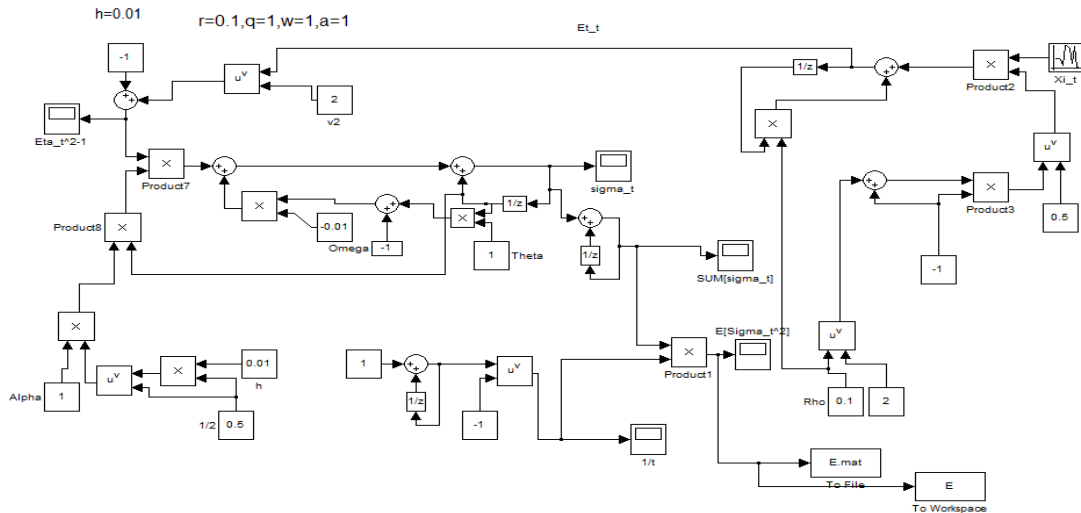 h=0.01
r=0.1,q=1,w=1,a=1
Et_t
-1
u^v
1/z
×
Product2
Xi_t
2
v2
Eta_t^2-1
×
u^v
×
Product7
sigma_t
×
Product3
0.5
×
1/z
×
Product8
×
-0.01
Omega
-1
1
Theta
1/z
SUM[sigma_t]
-1
×
u^v
E[Sigma_t^2]
u^v
×
0.01
h
1
u^v
×
Product1
Alpha
1
1/z
Rho
0.1
2
1/2
0.5
-1
1/t
E.mat
To File
E
To Workspace